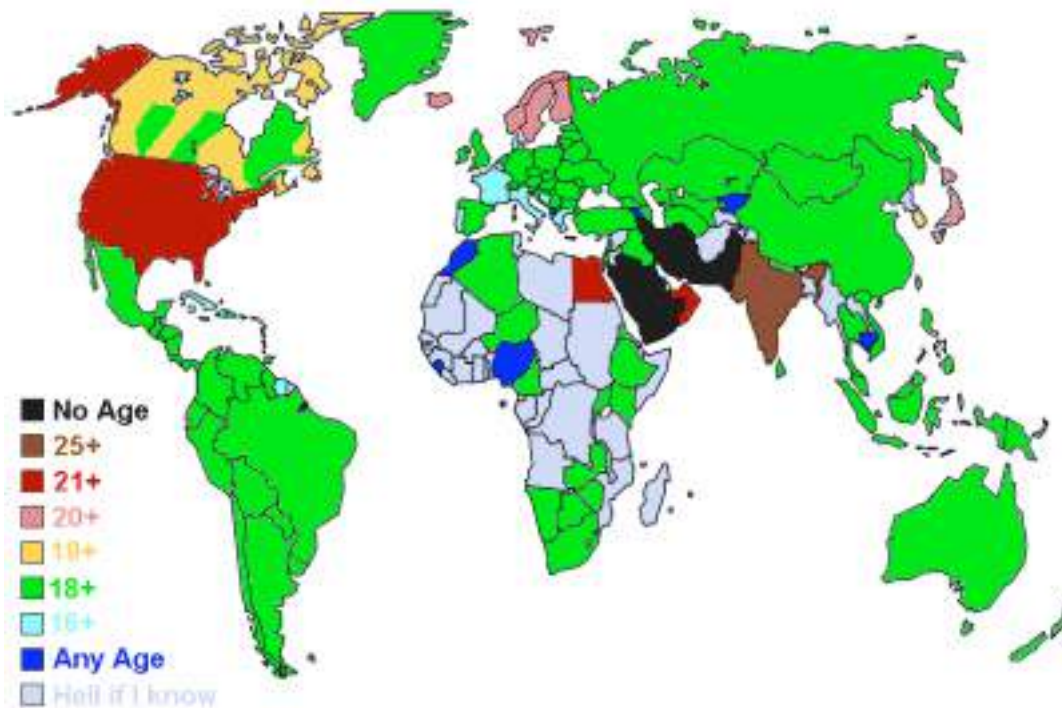 No Age
25+
21+
20+
19+
18+
16+
Any Age
Hell if I know